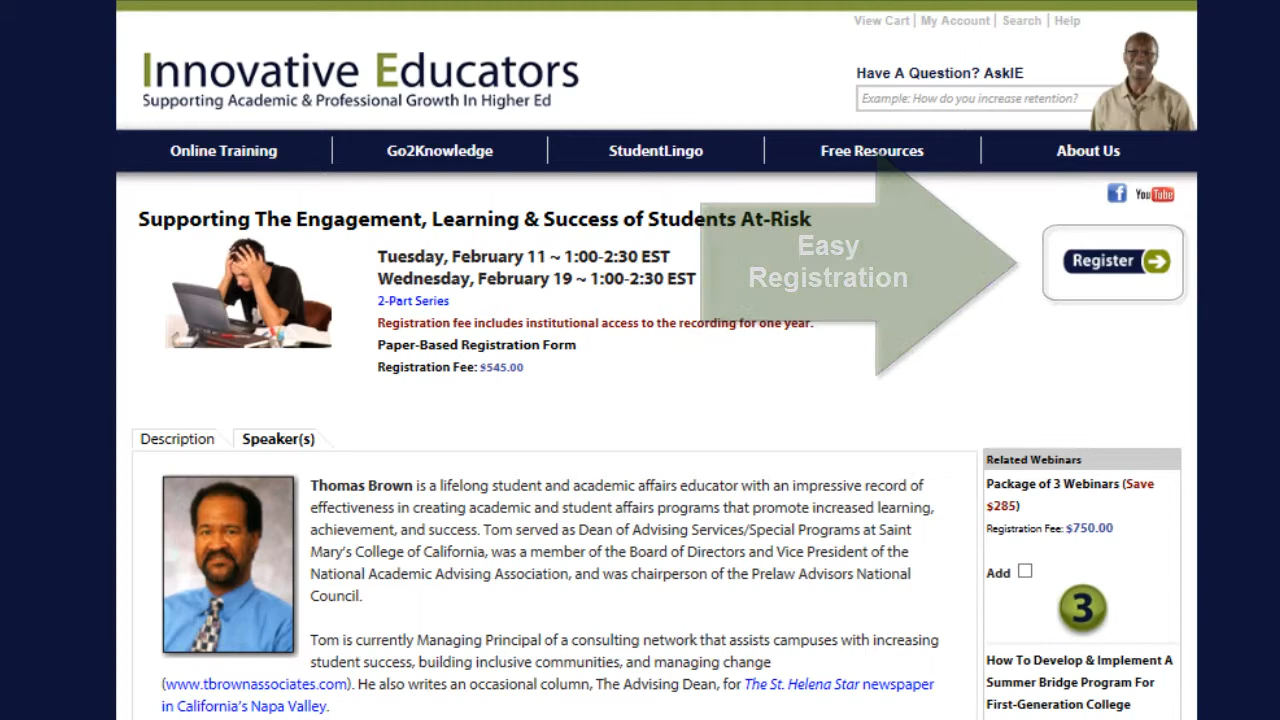 View Cart | My Account | Search | Help
Innovative Educators
Supporting Academic & Professional Growth In Higher Ed
Have A Question? AskIE
Example: How do you increase retention?
Online Training
Go2Knowledge
StudentLingo
Free Resources
About Us
f You Tube
Supporting The Engagement, Learning & Success of Students At-Risk
Tuesday, February 11 ~ 1:00-2:30 EST
Wednesday, February 19 ~ 1:00-2:30 EST
2-Part Series
Registration fee includes institutional access to the recording for one year.
Paper-Based Registration Form
Registration Fee: $545.00
Easy
Registration
Register
Description
Speaker(s)
Thomas Brown is a lifelong student and academic affairs educator with an impressive record of
effectiveness in creating academic and student affairs programs that promote increased learning,
achievement, and success. Tom served as Dean of Advising Services/Special Programs at Saint
Mary's College of California, was a member of the Board of Directors and Vice President of the
National Academic Advising Association, and was chairperson of the Prelaw Advisors National
Council.
Tom is currently Managing Principal of a consulting network that assists campuses with increasing
student success, building inclusive communities, and managing change
(www.tbrownassociates.com). He also writes an occasional column, The Advising Dean, for The St. Helena Star newspaper
in California's Napa Valley.
Related Webinars
Package of 3 Webinars (Save
$285)
Registration Fee: $750.00
Add
3
How To Develop & Implement A
Summer Bridge Program For
First-Generation College